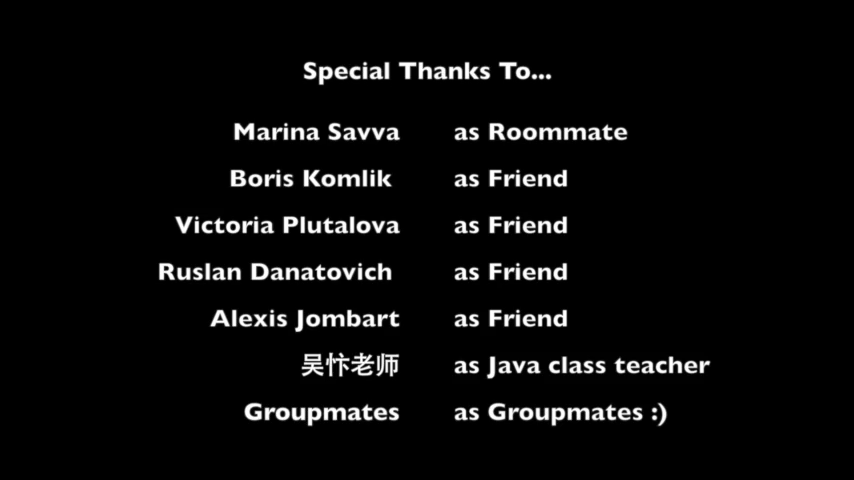 Special Thanks To...
Marina Savva as Roommate
Boris Komlik as Friend
Victoria Plutalova as Friend
Ruslan Danatovich as Friend
Alexis Jombart as Friend
吴忭老师 as Java class teacher
Groupmates as Groupmates :)